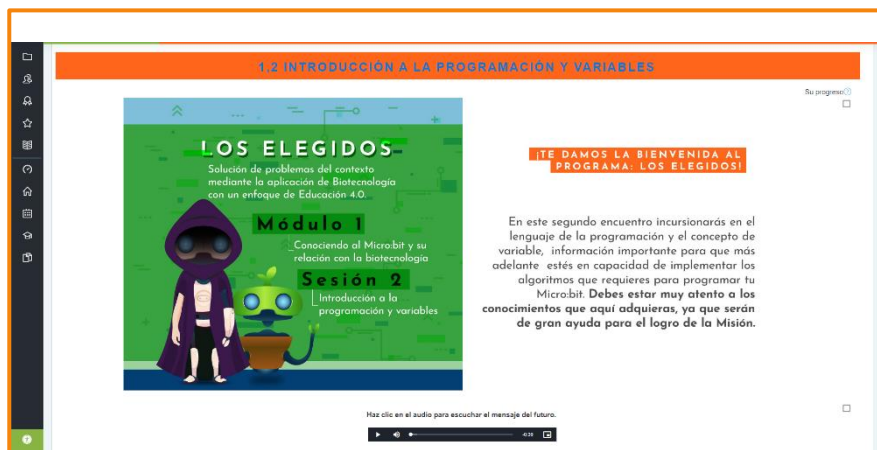 1.2 INTRODUCCIÓN A LA PROGRAMACIÓN Y VARIABLES
Su progreso
LOS ELEGIDOS
Solución de problemas del contexto
mediante la aplicación de Biotecnología
con un enfoque de Educación 4.0.
Módulo 1
Conociendo al Micro:bit y su
relación con la biotecnología
Sesión 2
Introducción a la
programación y variables
¡TE DAMOS LA BIENVENIDA AL
PROGRAMA: LOS ELEGIDOS!
En este segundo encuentro incursionarás en el
lenguaje de la programación y el concepto de
variable, información importante para que más
adelante estés en capacidad de implementar los
algoritmos que requieres para programar tu
Micro:bit. Debes estar muy atento a los
conocimientos que aquí adquieras, ya que serán
de gran ayuda para el logro de la Misión.
Haz clic en el audio para escuchar el mensaje del futuro.